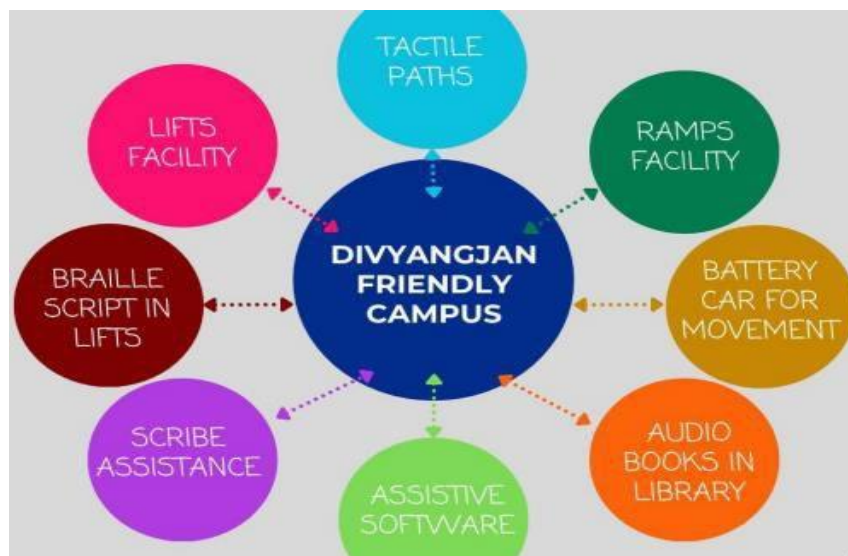 TACTILE
PATHS
LIFTS
FACILITY
RAMPS
FACILITY
DIVYANGJAN
FRIENDLY
CAMPUS
BRAILLE
SCRIPT IN
LIFTS
BATTERY
CAR FOR
MOVEMENT
SCRIBE
ASSISTANCE
AUDIO
BOOKS IN
LIBRARY
ASSISTIVE
SOFTWARE